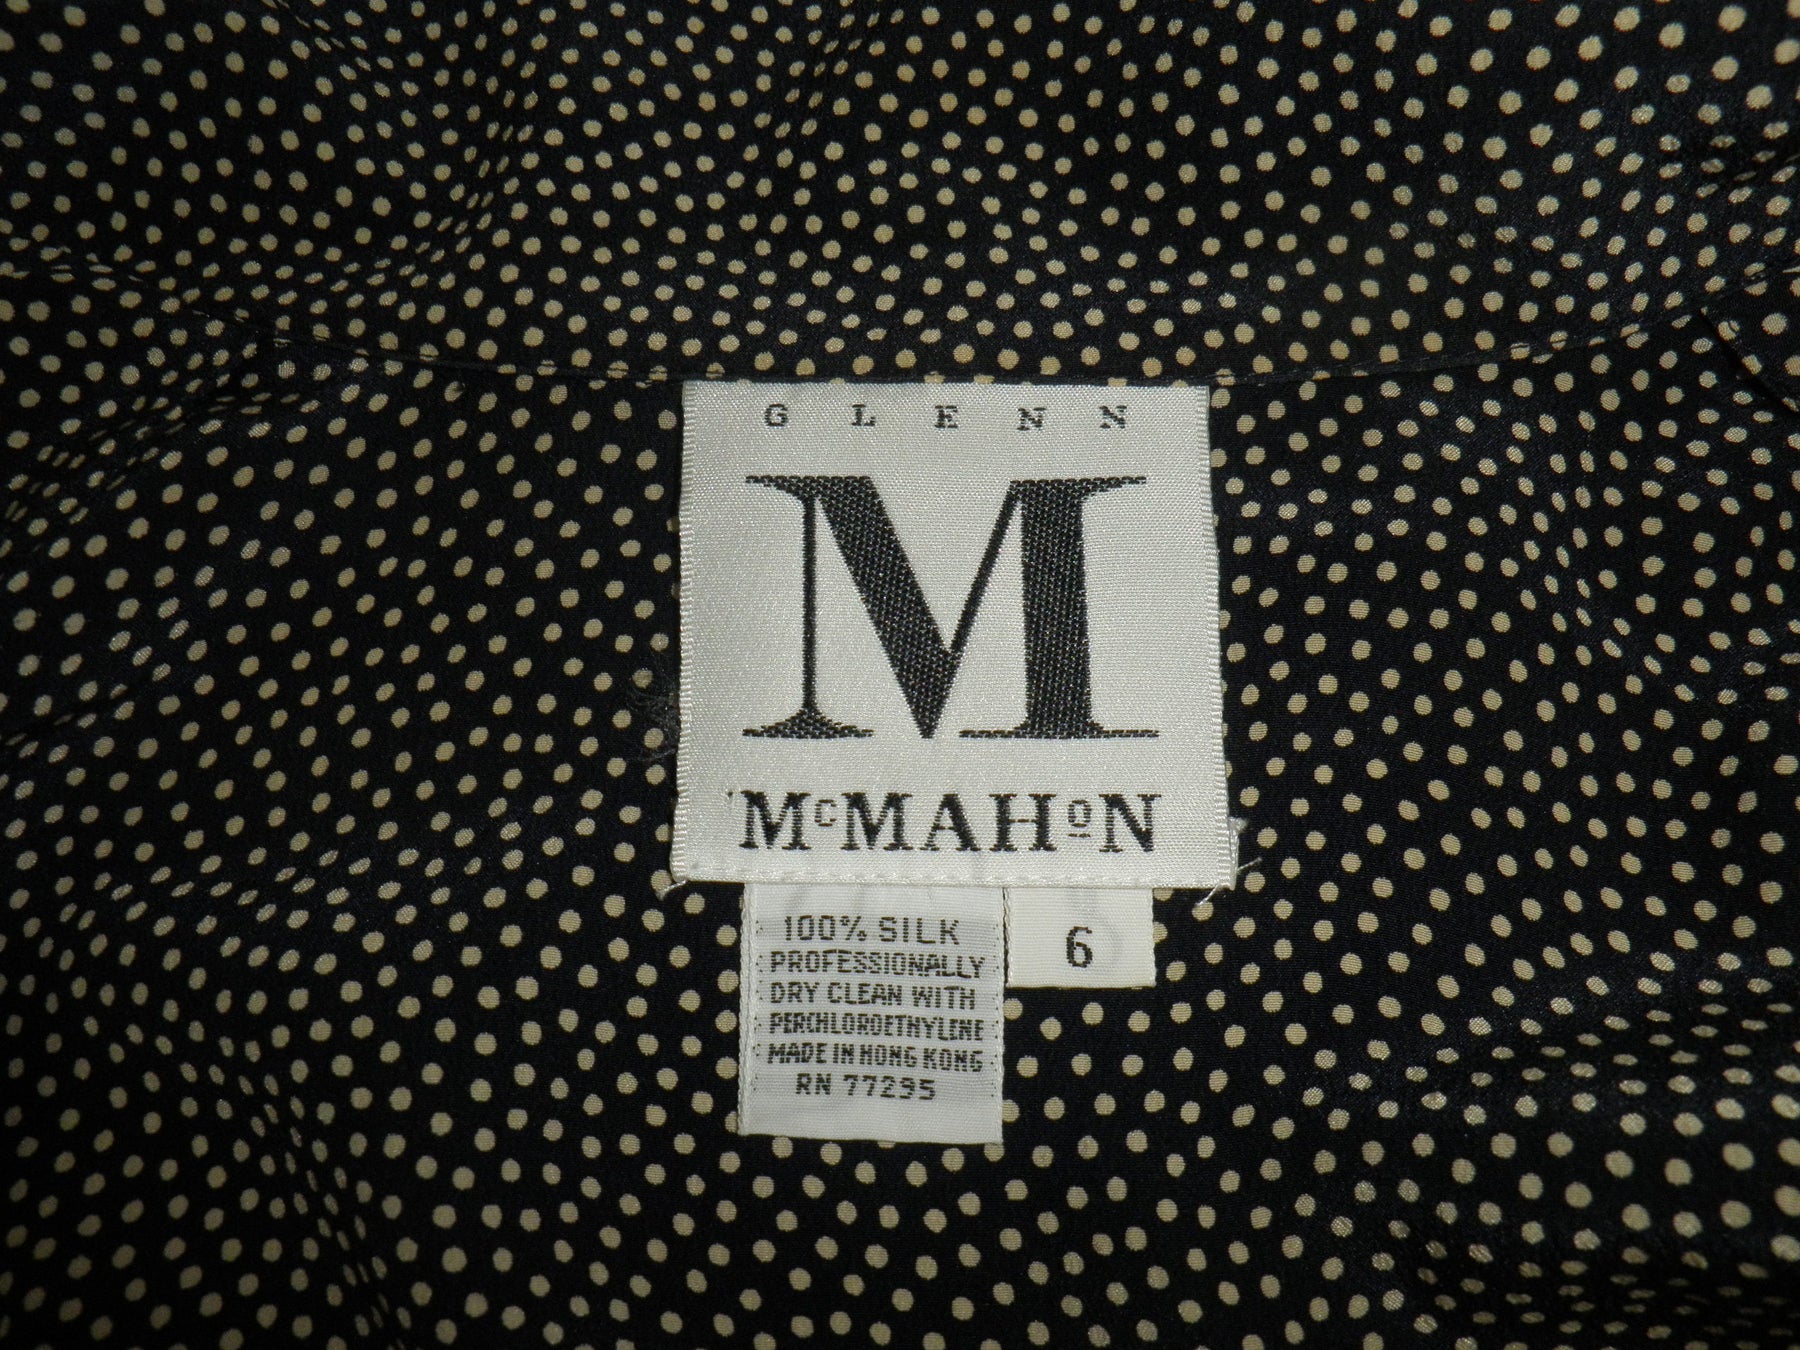 GLENN
M
McMAHON
100% SILK
PROFESSIONALLY
DRY CLEAN WITH
PERCHLOROETHYLENE
MADE IN HONG KONG
RN 77295
6